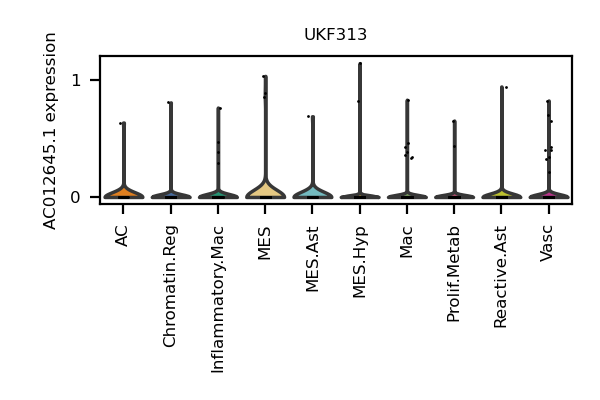 UKF313
AC012645.1 expression
1
0
AC
Chromatin.Reg
Inflammatory.Mac
MES
MES.Ast
MES.Hyp
Mac
Prolif.Metab
Reactive.Ast
Vasc